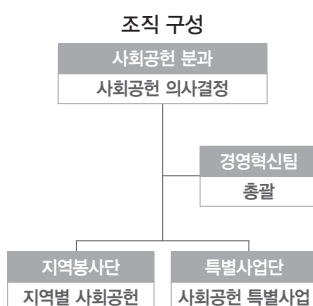 조직 구성
사회공헌 분과
사회공헌 의사결정
경영혁신팀
총괄
지역봉사단
특별사업단
지역별 사회공헌
사회공헌 특별사업